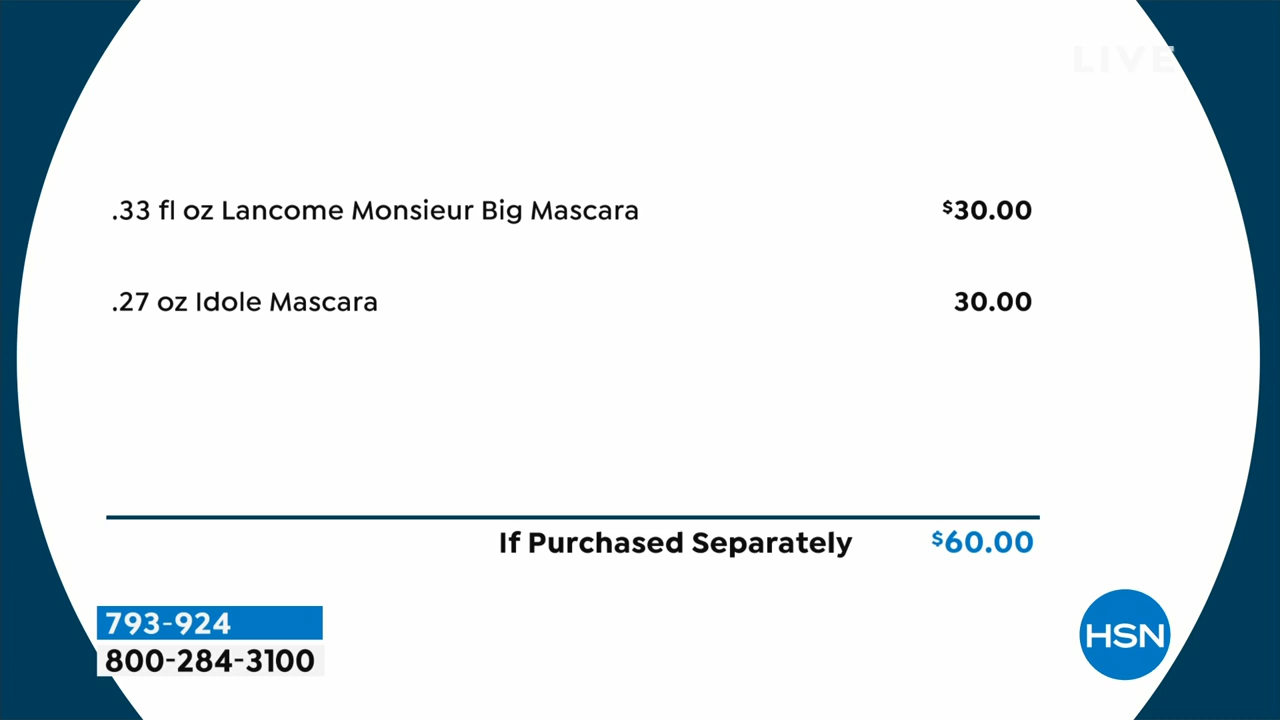 LIVE
.33 fl oz Lancome Monsieur Big Mascara $30.00
.27 oz Idole Mascara 30.00
If Purchased Separately $60.00
793-924
800-284-3100
HSN